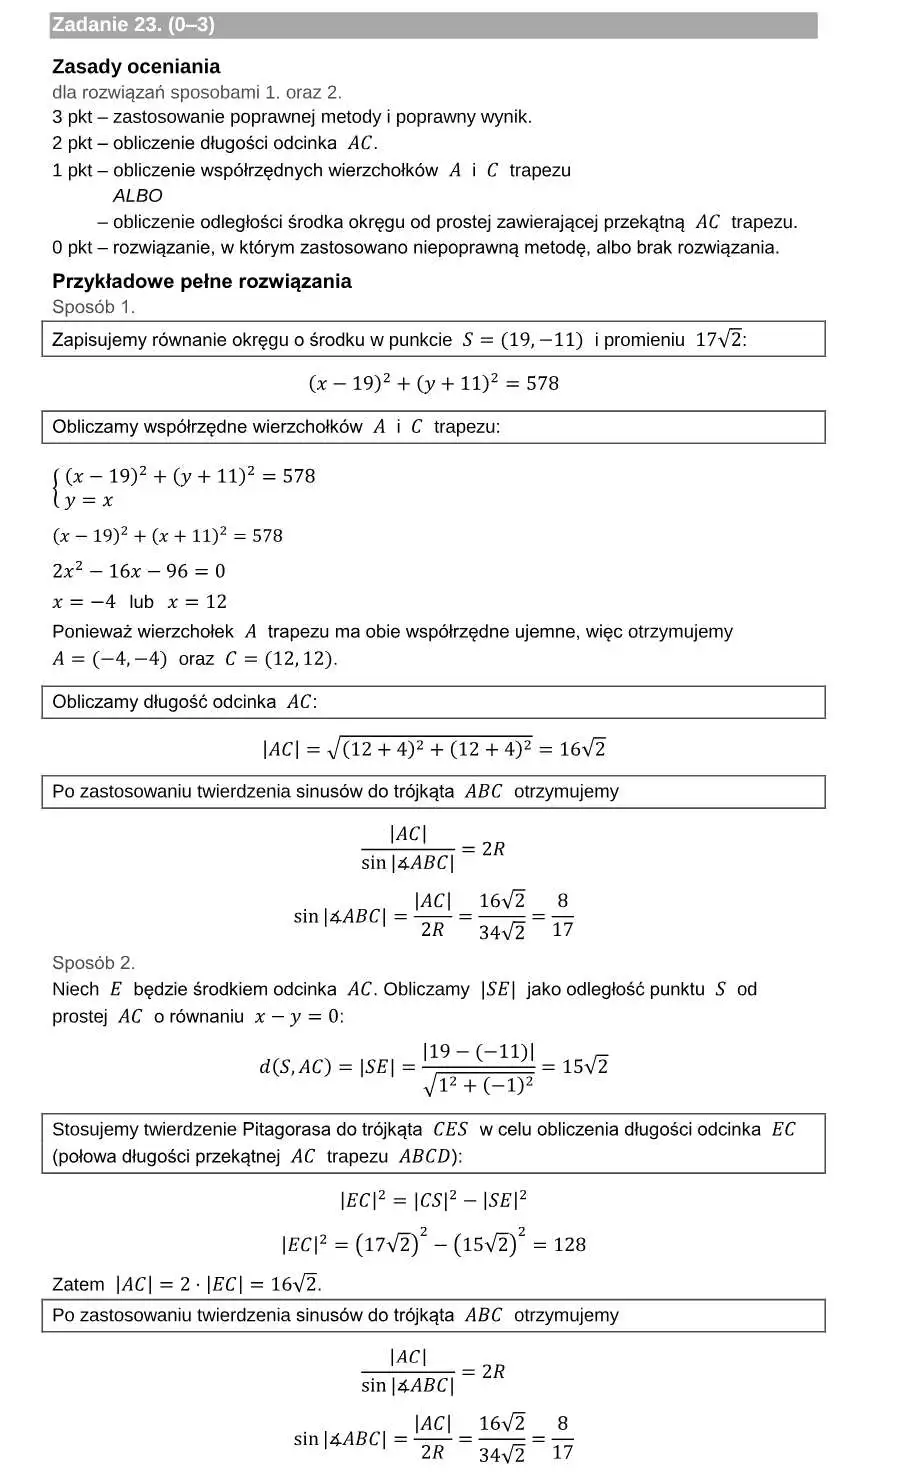 Zadanie 23. (0–3)
Zasady oceniania
dla rozwiązań sposobami 1. oraz 2.
3 pkt – zastosowanie poprawnej metody i poprawny wynik.
2 pkt – obliczenie długości odcinka AC.
1 pkt – obliczenie współrzędnych wierzchołków A i C trapezu
ALBO
– obliczenie odległości środka okręgu od prostej zawierającej przekątną AC trapezu.
0 pkt – rozwiązanie, w którym zastosowano niepoprawną metodę, albo brak rozwiązania.
Przykładowe pełne rozwiązania
Sposób 1.
Zapisujemy równanie okręgu o środku w punkcie S = (19, −11) i promieniu 17√2:
(x − 19)² + (y + 11)² = 578
Obliczamy współrzędne wierzchołków A i C trapezu:
{(x − 19)² + (y + 11)² = 578
y = x
(x − 19)² + (x + 11)² = 578
2x² − 16x − 96 = 0
x = −4 lub x = 12
Ponieważ wierzchołek A trapezu ma obie współrzędne ujemne, więc otrzymujemy
A = (−4, −4) oraz C = (12, 12).
Obliczamy długość odcinka AC:
|AC| = √((12 + 4)² + (12 + 4)²) = 16√2
Po zastosowaniu twierdzenia sinusów do trójkąta ABC otrzymujemy
|AC| / sin |∡ABC| = 2R
sin |∡ABC| = |AC| / 2R = 16√2 / 34√2 = 8 / 17
Sposób 2.
Niech E będzie środkiem odcinka AC. Obliczamy |SE| jako odległość punktu S od
prostej AC o równaniu x − y = 0:
d(S, AC) = |SE| = |19 − (−11)| / √(1² + (−1)²) = 15√2
Stosujemy twierdzenie Pitagorasa do trójkąta CES w celu obliczenia długości odcinka EC
(połowa długości przekątnej AC trapezu ABCD):
|EC|² = |CS|² − |SE|²
|EC|² = (17√2)² − (15√2)² = 128
Zatem |AC| = 2 · |EC| = 16√2.
Po zastosowaniu twierdzenia sinusów do trójkąta ABC otrzymujemy
|AC| / sin |∡ABC| = 2R
sin |∡ABC| = |AC| / 2R = 16√2 / 34√2 = 8 / 17